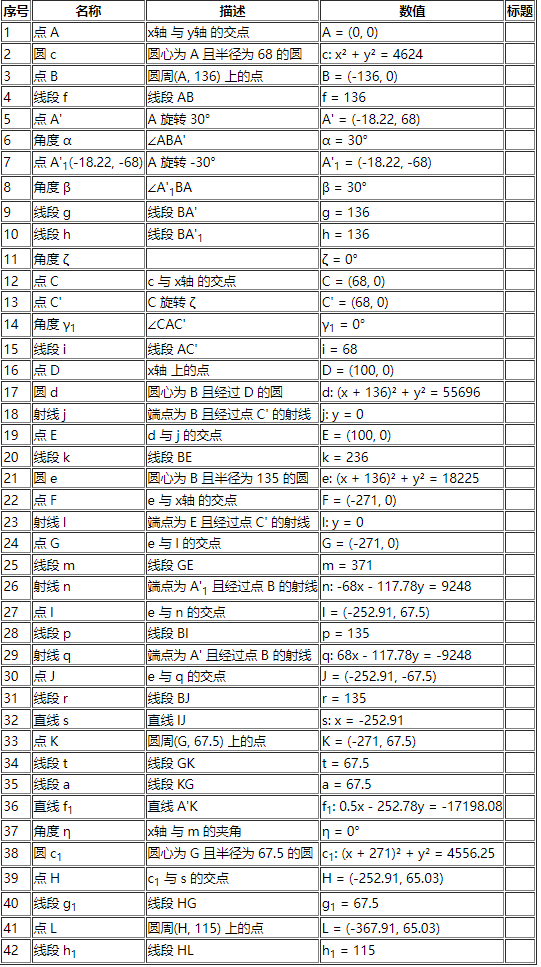 序号 名称 描述 数值 标题
1 点 A x轴 与 y轴 的交点 A = (0, 0)
2 圆 c 圆心为 A 且半径为 68 的圆 c: x² + y² = 4624
3 点 B 圆周(A, 136) 上的点 B = (-136, 0)
4 线段 f 线段 AB f = 136
5 点 A' A 旋转 30° A' = (-18.22, 68)
6 角度 α ∠ABA' α = 30°
7 点 A'₁(-18.22, -68) A 旋转 -30° A'₁ = (-18.22, -68)
8 角度 β ∠A'₁BA β = 30°
9 线段 g 线段 BA' g = 136
10 线段 h 线段 BA'₁ h = 136
11 角度 ζ ζ = 0°
12 点 C c 与 x轴 的交点 C = (68, 0)
13 点 C' C 旋转 ζ C' = (68, 0)
14 角度 γ₁ ∠CAC' γ₁ = 0°
15 线段 i 线段 AC' i = 68
16 点 D x轴 上的点 D = (100, 0)
17 圆 d 圆心为 B 且经过 D 的圆 d: (x + 136)² + y² = 55696
18 射线 j 端点为 B 且经过点 C' 的射线 j: y = 0
19 点 E d 与 j 的交点 E = (100, 0)
20 线段 k 线段 BE k = 236
21 圆 e 圆心为 B 且半径为 135 的圆 e: (x + 136)² + y² = 18225
22 点 F e 与 x轴 的交点 F = (-271, 0)
23 射线 l 端点为 E 且经过点 C' 的射线 l: y = 0
24 点 G e 与 l 的交点 G = (-271, 0)
25 线段 m 线段 GE m = 371
26 射线 n 端点为 A'₁ 且经过点 B 的射线 n: -68x - 117.78y = 9248
27 点 I e 与 n 的交点 I = (-252.91, 67.5)
28 线段 p 线段 BI p = 135
29 射线 q 端点为 A' 且经过点 B 的射线 q: 68x - 117.78y = -9248
30 点 J e 与 q 的交点 J = (-252.91, -67.5)
31 线段 r 线段 BJ r = 135
32 直线 s 直线 IJ s: x = -252.91
33 点 K 圆周(G, 67.5) 上的点 K = (-271, 67.5)
34 线段 t 线段 GK t = 67.5
35 线段 a 线段 KG a = 67.5
36 直线 f₁ 直线 A'K f₁: 0.5x - 252.78y = -17198.08
37 角度 η x轴 与 m 的夹角 η = 0°
38 圆 c₁ 圆心为 G 且半径为 67.5 的圆 c₁: (x + 271)² + y² = 4556.25
39 点 H c₁ 与 s 的交点 H = (-252.91, 65.03)
40 线段 g₁ 线段 HG g₁ = 67.5
41 点 L 圆周(H, 115) 上的点 L = (-367.91, 65.03)
42 线段 h₁ 线段 HL h₁ = 115